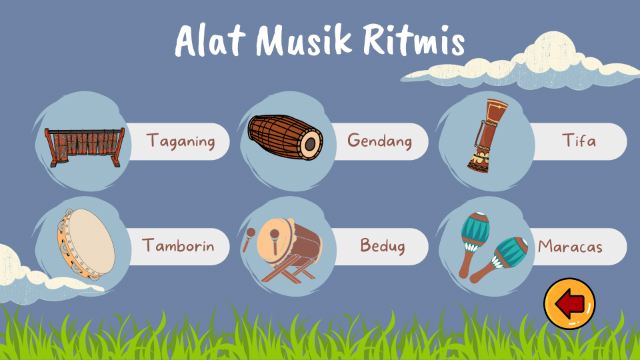 Alat Musik Ritmis
Taganing
Gendang
Tifa
Tamborin
Bedug
Maracas